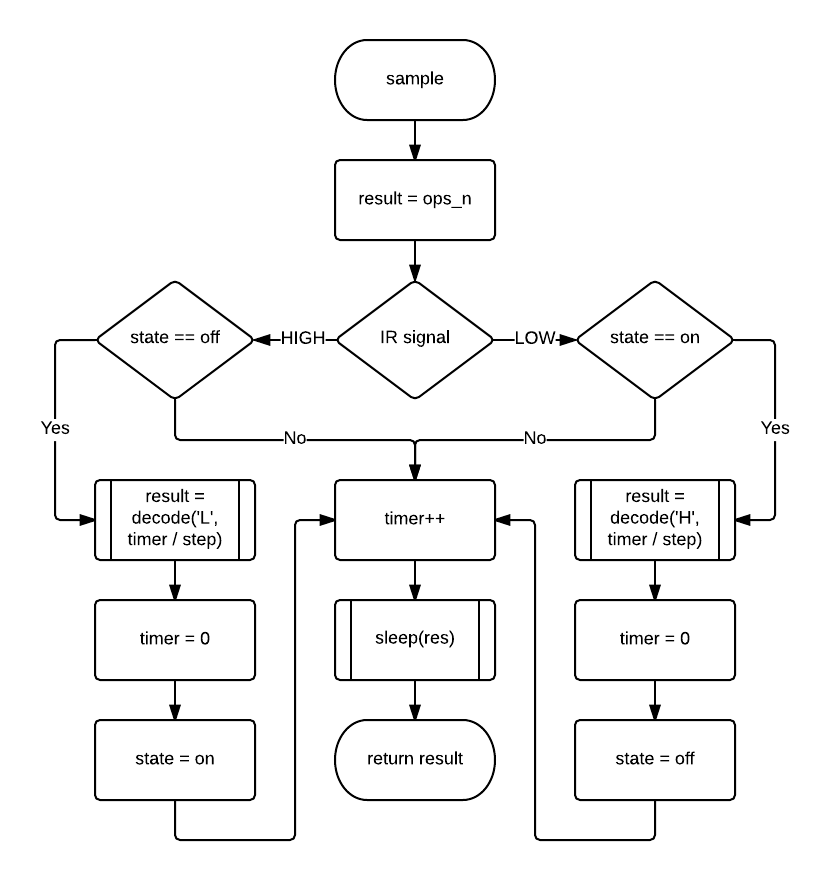 sample
result = ops_n
state == off
HIGH
IR signal
LOW
state == on
Yes
No
No
Yes
result =
decode('L',
timer / step)
timer++
result =
decode('H',
timer / step)
timer = 0
sleep(res)
timer = 0
state = on
return result
state = off